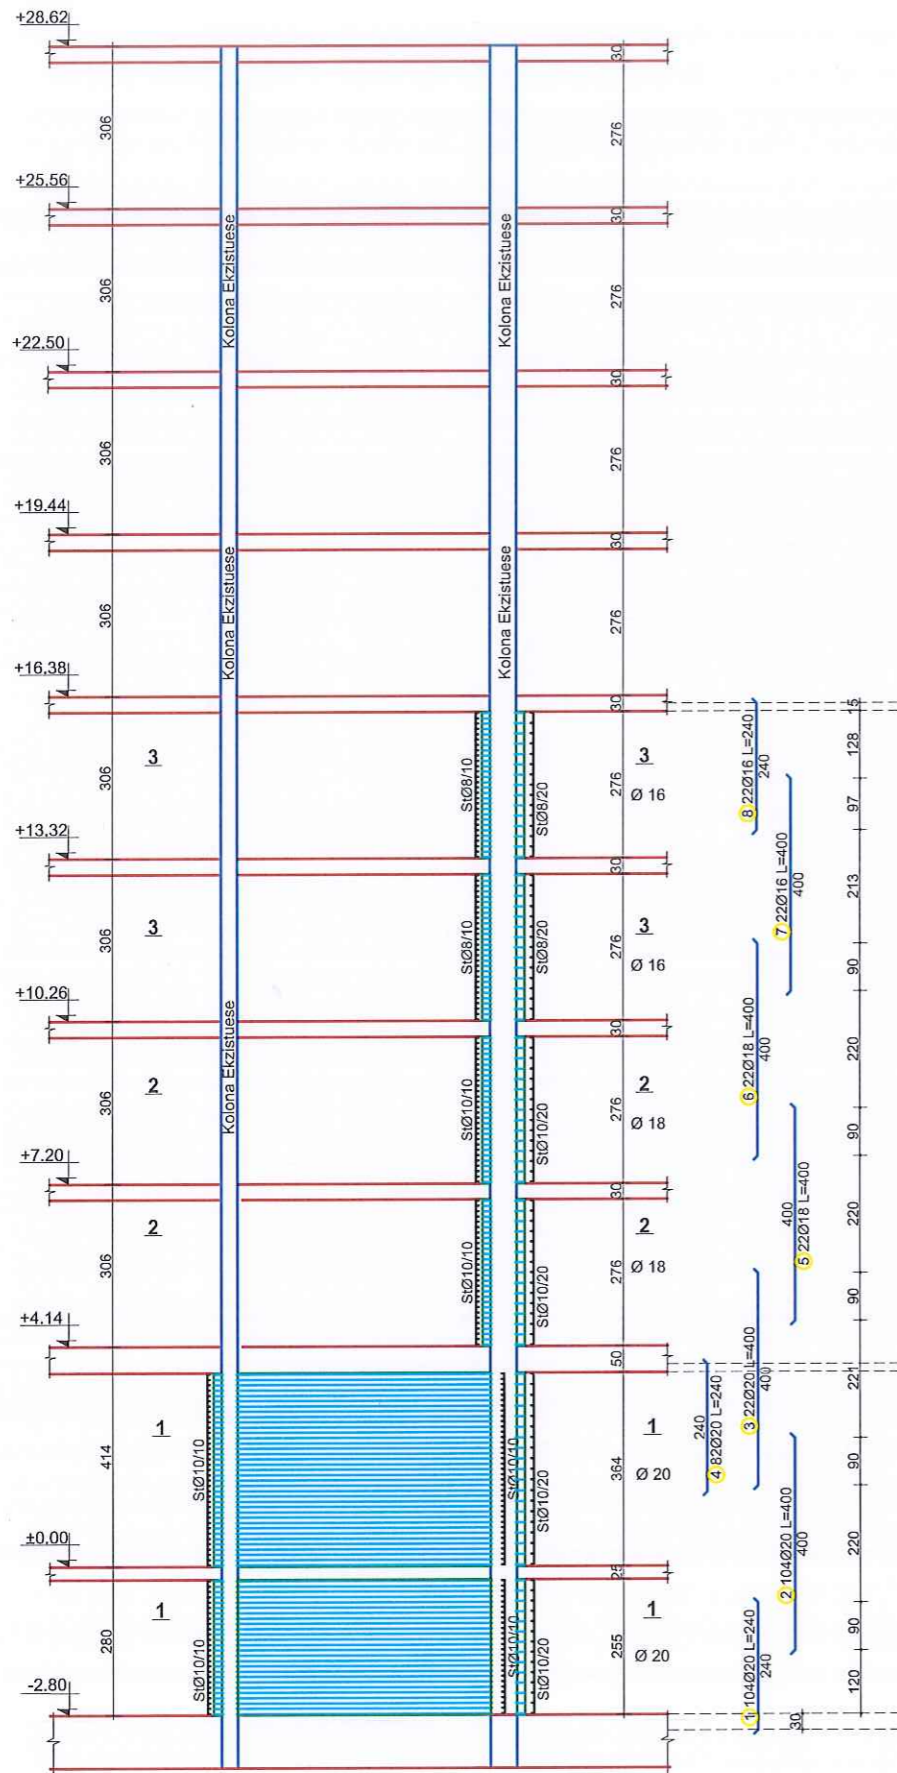 +28.62
30
306
276
+25.56
30
Kolona Ekzistuese
Kolona Ekzistuese
306
276
+22.50
30
306
276
+19.44
30
Kolona Ekzistuese
Kolona Ekzistuese
306
276
+16.38
30
15
3
3
StØ8/10
StØ8/20
306
276
Ø 16
8 22Ø16 L=240
240
128
97
+13.32
30
7 22Ø16 L=400
400
213
3
3
StØ8/10
StØ8/20
306
276
Ø 16
90
+10.26
30
Kolona Ekzistuese
6 22Ø18 L=400
400
220
2
2
StØ10/10
StØ10/20
306
276
Ø 18
90
+7.20
30
5 22Ø18 L=400
400
220
2
2
StØ10/10
StØ10/20
306
276
Ø 18
90
+4.14
50
3 22Ø20 L=400
400
221
4 82Ø20 L=240
240
1
1
StØ10/10
StØ10/10
StØ10/20
414
364
Ø 20
90
±0.00
25
2 104Ø20 L=400
400
220
1
1
StØ10/10
StØ10/10
StØ10/20
280
255
Ø 20
90
-2.80
1 104Ø20 L=240
240
120
30